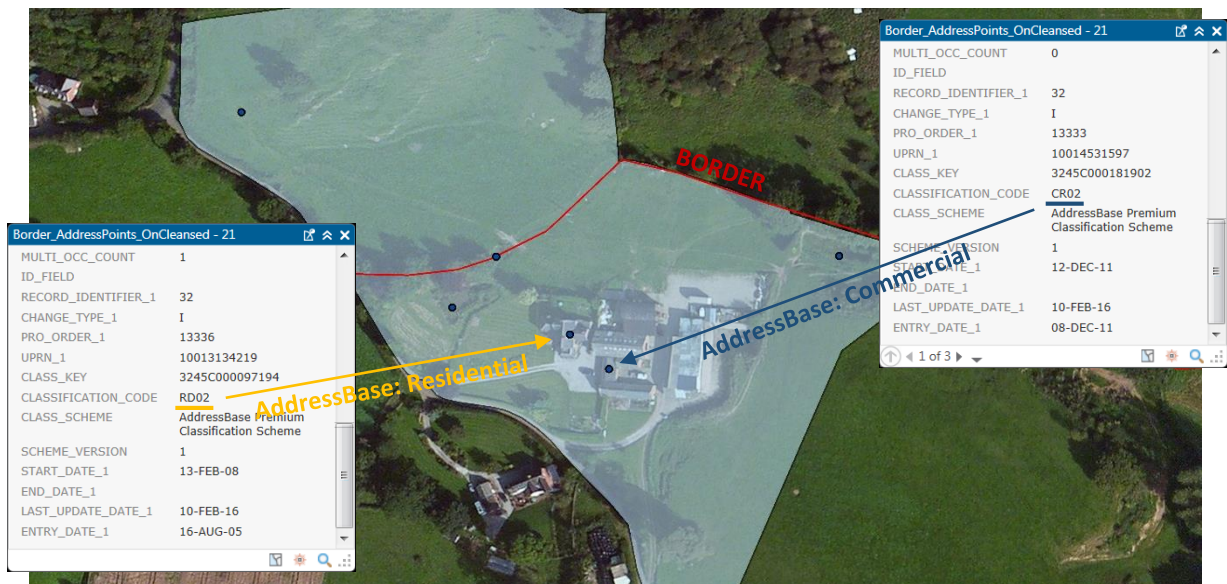 Border_AddressPoints_OnCleansed - 21
MULTI_OCC_COUNT 0
ID_FIELD
RECORD_IDENTIFIER_1 32
CHANGE_TYPE_1 I
PRO_ORDER_1 13333
UPRN_1 10014531597
CLASS_KEY 3245C000181902
CLASSIFICATION_CODE CR02
CLASS_SCHEME AddressBase Premium
Classification Scheme
SCHEME_VERSION 1
START_DATE_1 12-DEC-11
END_DATE_1
LAST_UPDATE_DATE_1 10-FEB-16
ENTRY_DATE_1 08-DEC-11
1 of 3
BORDER
AddressBase: Commercial
Border_AddressPoints_OnCleansed - 21
MULTI_OCC_COUNT 1
ID_FIELD
RECORD_IDENTIFIER_1 32
CHANGE_TYPE_1 I
PRO_ORDER_1 13336
UPRN_1 10013134219
CLASS_KEY 3245C000097194
CLASSIFICATION_CODE RD02
CLASS_SCHEME AddressBase Premium
Classification Scheme
SCHEME_VERSION 1
START_DATE_1 13-FEB-08
END_DATE_1
LAST_UPDATE_DATE_1 10-FEB-16
ENTRY_DATE_1 16-AUG-05
AddressBase: Residential